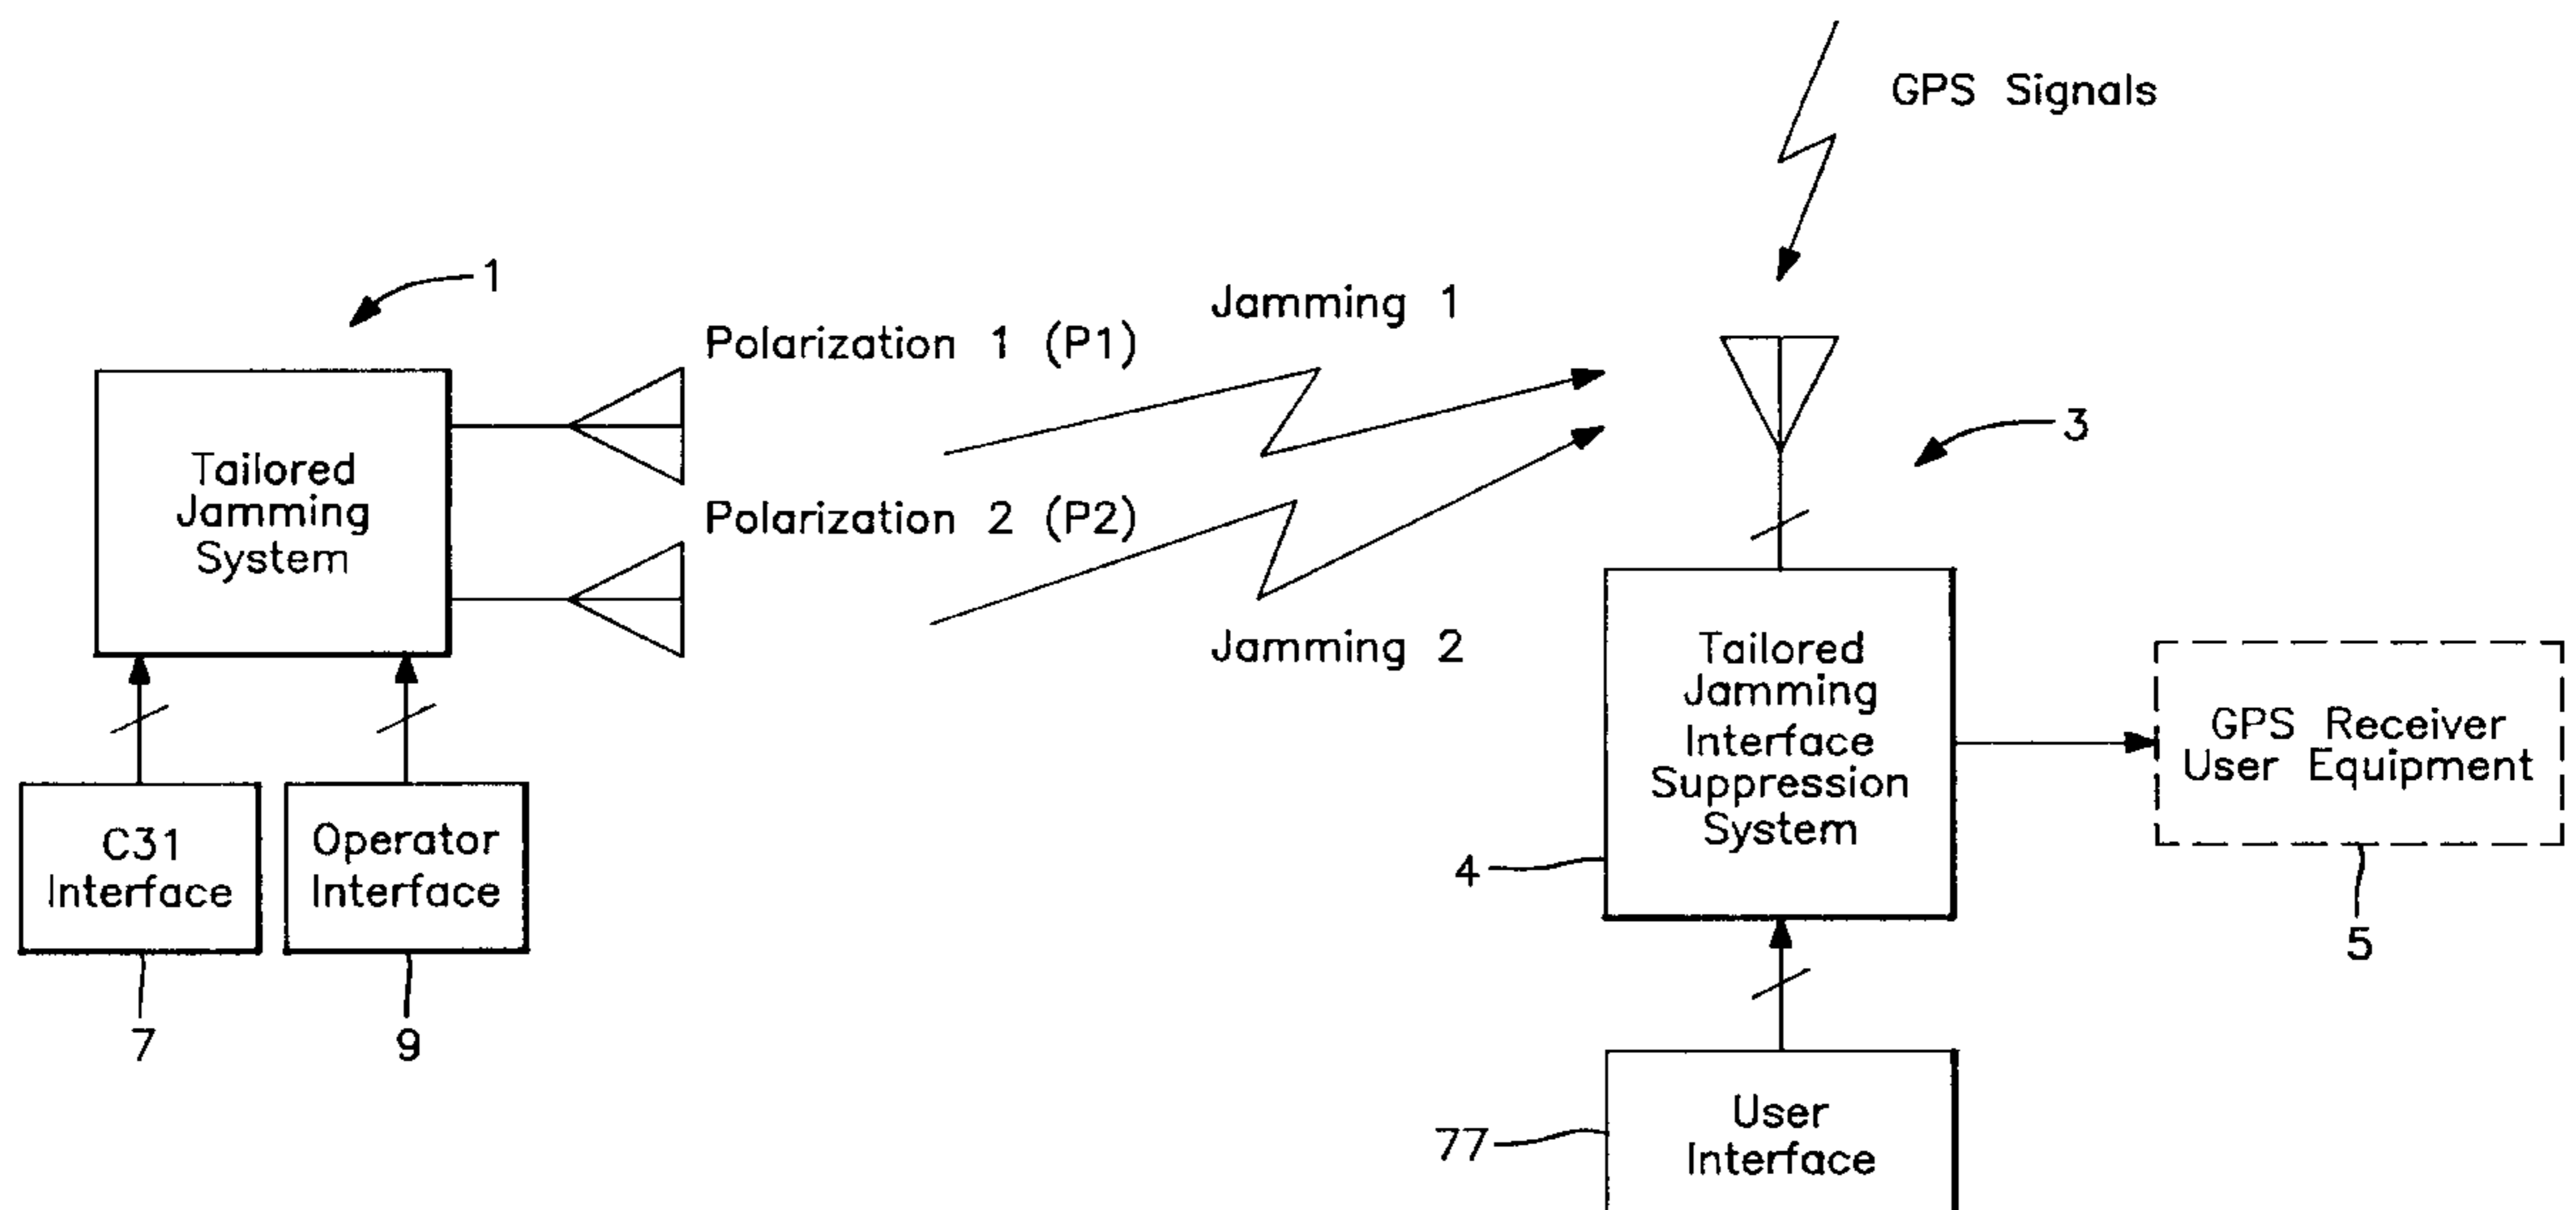 GPS Signals
1
Jamming 1
Polarization 1 (P1)
3
Tailored
Jamming
System
Polarization 2 (P2)
Jamming 2
Tailored
Jamming
Interface
Suppression
System
GPS Receiver
User Equipment
4
5
C31
Interface
Operator
Interface
7
9
77
User
Interface